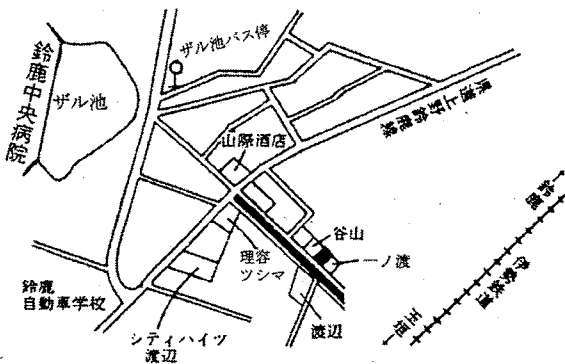 ザル池バス停
鈴鹿中央病院
ザル池
県道上野鈴鹿線
山際酒店
鈴鹿
谷山
一ノ渡
理容
ツシマ
伊勢鉄道
鈴鹿
自動車学校
渡辺
玉垣
シティハイツ
渡辺